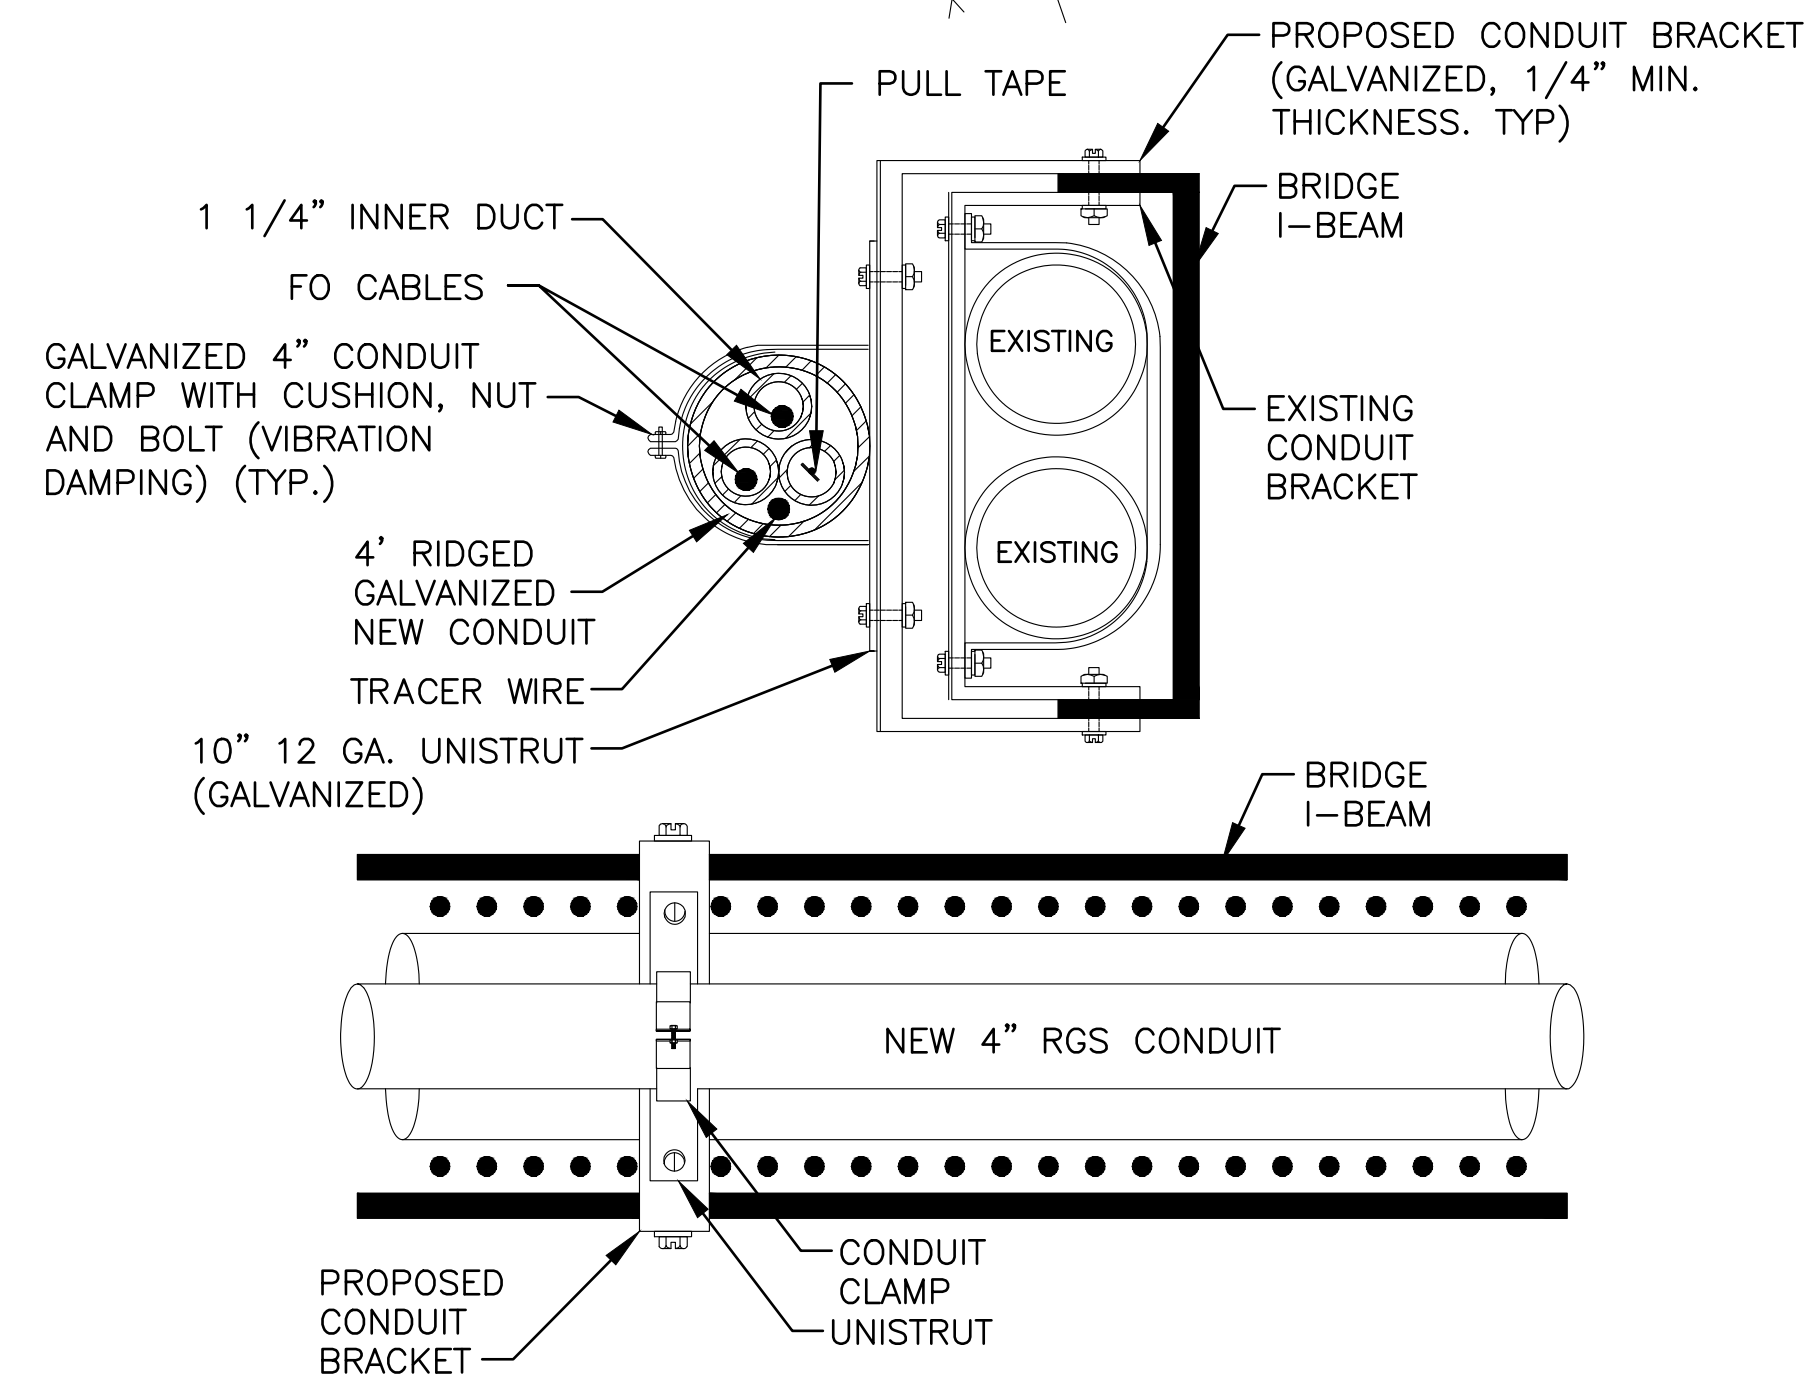 PROPOSED CONDUIT BRACKET
(GALVANIZED, 1/4” MIN.
THICKNESS. TYP)
PULL TAPE
BRIDGE
I-BEAM
1 1/4” INNER DUCT
FO CABLES
GALVANIZED 4” CONDUIT
CLAMP WITH CUSHION, NUT
AND BOLT (VIBRATION
DAMPING) (TYP.)
EXISTING
EXISTING
CONDUIT
BRACKET
EXISTING
4’ RIDGED
GALVANIZED
NEW CONDUIT
TRACER WIRE
10” 12 GA. UNISTRUT
(GALVANIZED)
BRIDGE
I-BEAM
NEW 4” RGS CONDUIT
CONDUIT
CLAMP
UNISTRUT
PROPOSED
CONDUIT
BRACKET